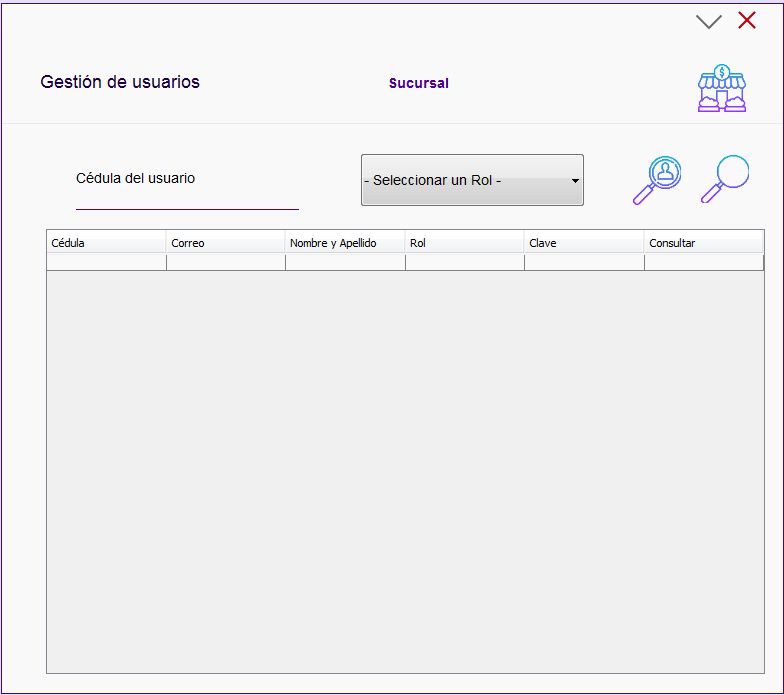 Gestión de usuarios
Sucursal
$
Cédula del usuario
- Seleccionar un Rol -
Cédula Correo Nombre y Apellido Rol Clave Consultar